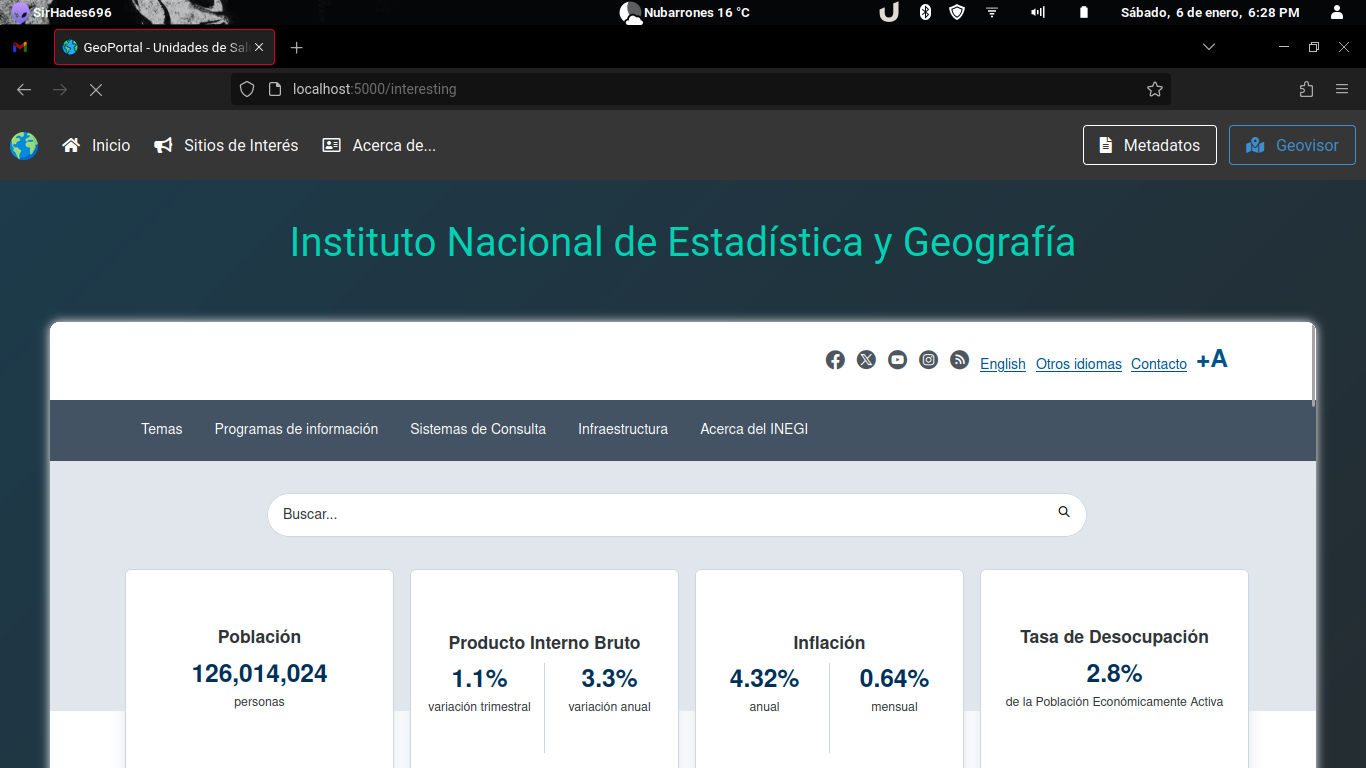 SirHades696
Nubarrones 16 °C
Sábado, 6 de enero, 6:28 PM
GeoPortal - Unidades de Sal
localhost:5000/interesting
Inicio
Sitios de Interés
Acerca de...
Metadatos
Geovisor
Instituto Nacional de Estadística y Geografía
English
Otros idiomas
Contacto
+A
Temas
Programas de información
Sistemas de Consulta
Infraestructura
Acerca del INEGI
Buscar...
Población
126,014,024
personas
Producto Interno Bruto
1.1%
variación trimestral
3.3%
variación anual
Inflación
4.32%
anual
0.64%
mensual
Tasa de Desocupación
2.8%
de la Población Económicamente Activa